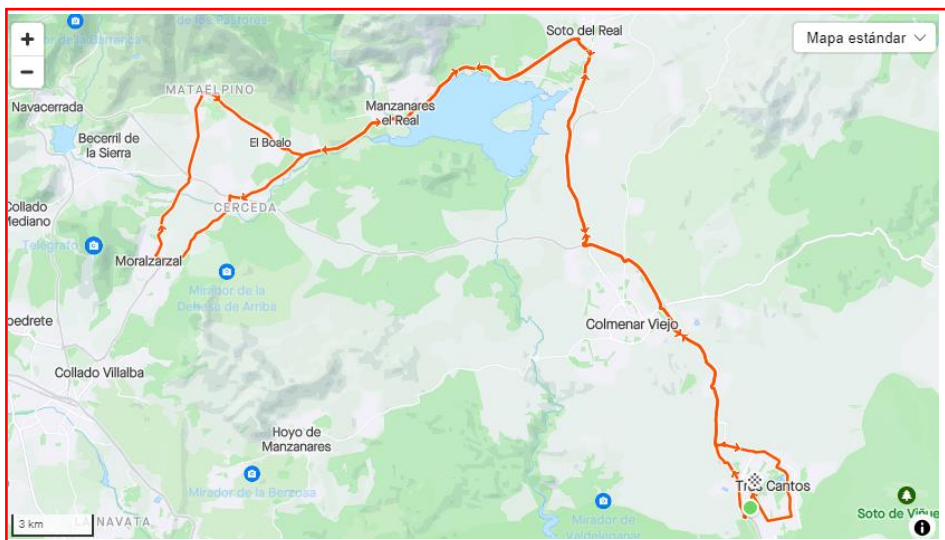 Soto del Real
Mapa estándar
+
−
MATAELPINO
Navacerrada
Manzanares
el Real
Becerril de
la Sierra
El Boalo
Collado
Mediano
CERCEDA
Telégrafo
Moralzarzal
Mirador de la
Dehesa de Arriba
Colmenar Viejo
Collado Villalba
Hoyo de
Manzanares
Mirador de la Berzosa
Tres Cantos
3 km
LA NAVATA
Mirador de
Soto de Viñue
i